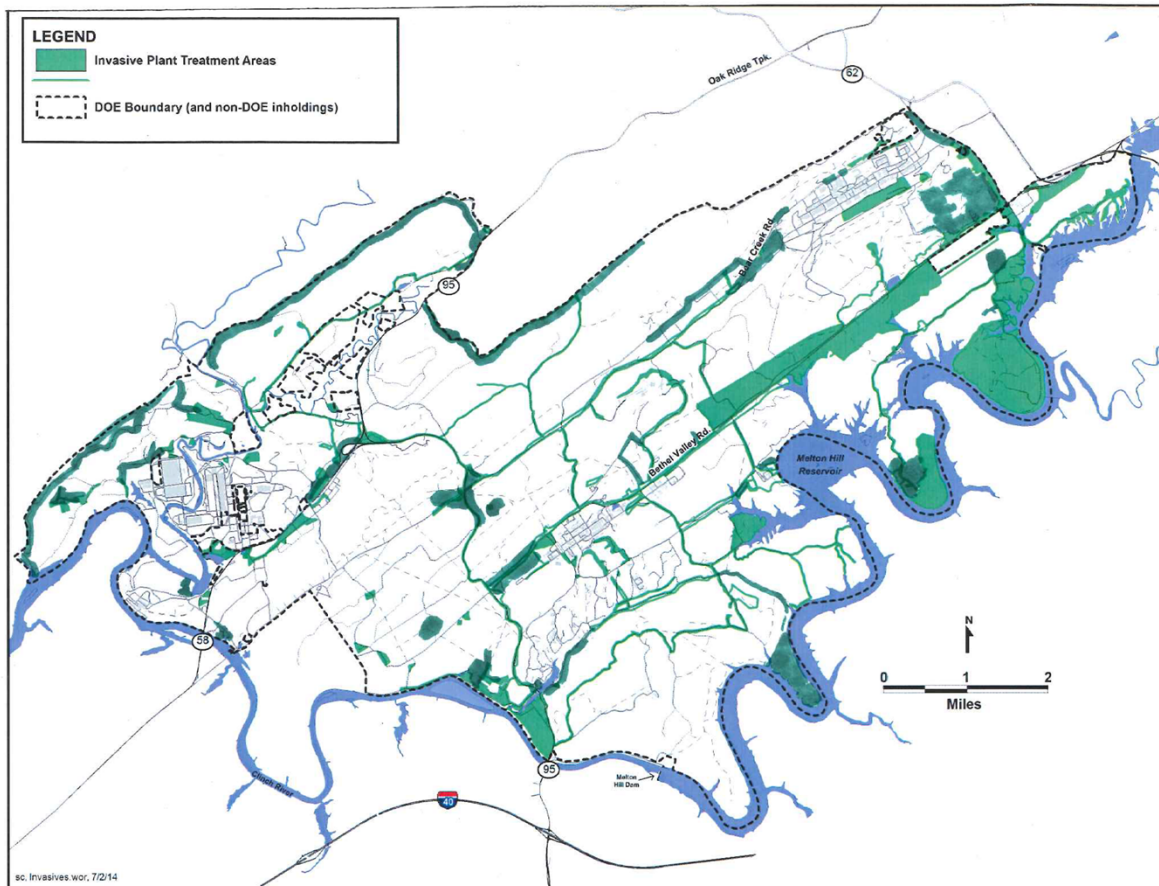 LEGEND
Invasive Plant Treatment Areas
DOE Boundary (and non-DOE inholdings)
Oak Ridge Tpk.
62
95
Bear Creek Rd.
Bethel Valley Rd.
Melton Hill
Reservoir
N
0 1 2
Miles
58
95
Melton
Hill Dam
Clinch River
40
sc, Invasives.wor, 7/2/14